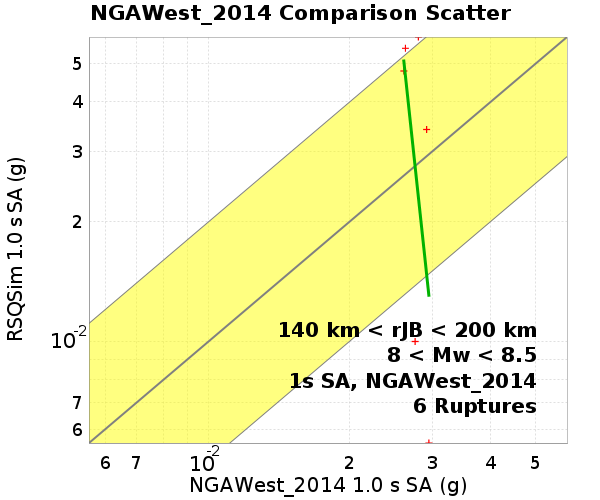 NGAWest_2014 Comparison Scatter
RSQSim 1.0 s SA (g)
5
4
3
2
10-2
7
6
140 km < rJB < 200 km
8 < Mw < 8.5
1s SA, NGAWest_2014
6 Ruptures
6 7 10-2 2 3 4 5
NGAWest_2014 1.0 s SA (g)